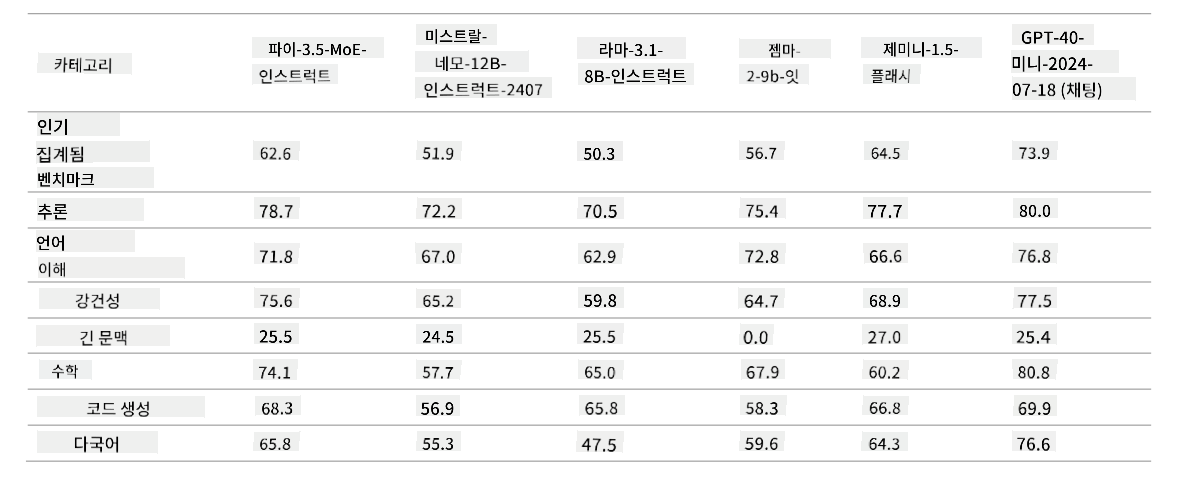 카테고리 파이-3.5-MoE-인스트럭트 미스트랄-네모-12B-인스트럭트-2407 라마-3.1-8B-인스트럭트 젬마-2-9b-잇 제미니-1.5-플래시 GPT-40-미니-2024-07-18 (채팅)
인기 집계됨 벤치마크 62.6 51.9 50.3 56.7 64.5 73.9
추론 78.7 72.2 70.5 75.4 77.7 80.0
언어 이해 71.8 67.0 62.9 72.8 66.6 76.8
강건성 75.6 65.2 59.8 64.7 68.9 77.5
긴 문맥 25.5 24.5 25.5 0.0 27.0 25.4
수학 74.1 57.7 65.0 67.9 60.2 80.8
코드 생성 68.3 56.9 65.8 58.3 66.8 69.9
다국어 65.8 55.3 47.5 59.6 64.3 76.6